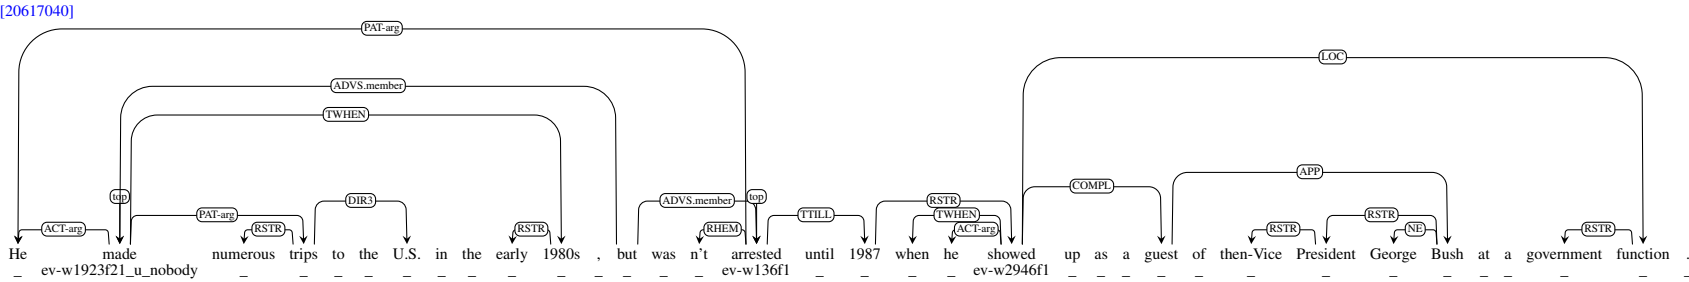 [20617040]
PAT-arg
LOC
ADVS.member
TWHEN
APP
COMPL
top ADVS.member top
DIR3 RSTR
PAT-arg TTILL TWHEN RSTR
ACT-arg RSTR RSTR RHEM ACT-arg RSTR NE RSTR
He made numerous trips to the U.S. in the early 1980s , but was n't arrested until 1987 when he showed up as a guest of then-Vice President George Bush at a government function .
_ ev-w1923f21_u_nobody _ _ _ _ _ _ _ _ _ _ _ _ _ ev-w136f1 _ _ _ _ ev-w2946f1 _ _ _ _ _ _ _ _ _ _ _ _ _ _